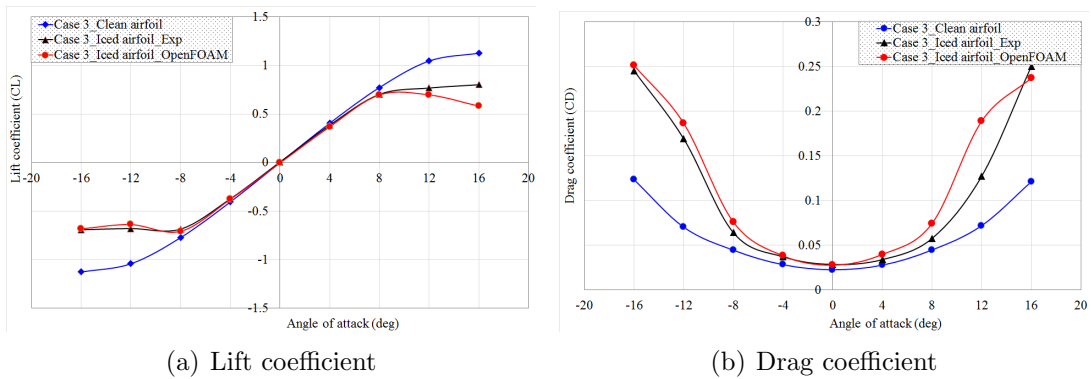 Case 3_Clean airfoil
Case 3_Iced airfoil_Exp
Case 3_Iced airfoil_OpenFOAM
1.5
1
0.5
0
-0.5
-1
-1.5
-20 -16 -12 -8 -4 0 4 8 12 16 20
Lift coefficient (CL)
Angle of attack (deg)
(a) Lift coefficient
Case 3_Clean airfoil
Case 3_Iced airfoil_Exp
Case 3_Iced airfoil_OpenFOAM
0.3
0.25
0.2
0.15
0.1
0.05
0
-20 -16 -12 -8 -4 0 4 8 12 16 20
Drag coefficient (CD)
Angle of attack (deg)
(b) Drag coefficient